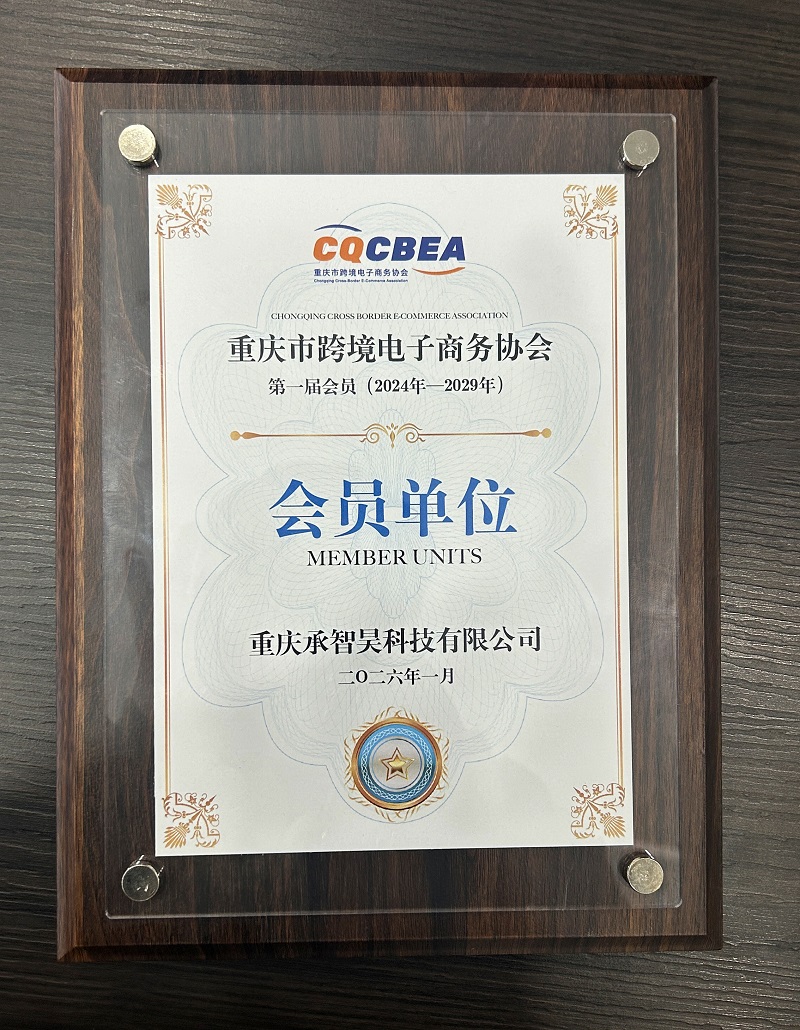 CQCBEA
重庆市跨境电子商务协会
Chongqing Cross-Border E-Commerce Association
CHONGQING CROSS BORDER E-COMMERCE ASSOCIATION
重庆市跨境电子商务协会
第一届会员（2024年—2029年）
会员单位
MEMBER UNITS
重庆承智昊科技有限公司
二〇二六年一月